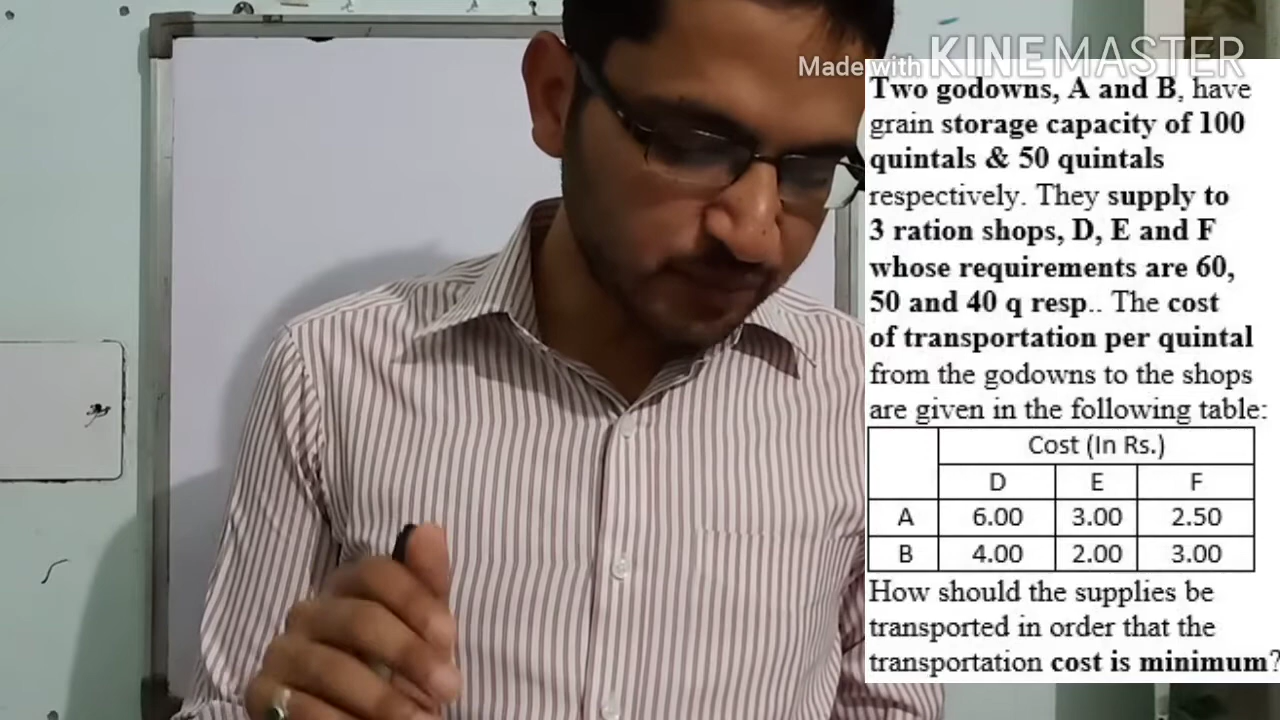 Made with KINEMASTER
Two godowns, A and B, have
grain storage capacity of 100
quintals & 50 quintals
respectively. They supply to
3 ration shops, D, E and F
whose requirements are 60,
50 and 40 q resp.. The cost
of transportation per quintal
from the godowns to the shops
are given in the following table:
Cost (In Rs.)
D E F
A 6.00 3.00 2.50
B 4.00 2.00 3.00
How should the supplies be
transported in order that the
transportation cost is minimum?